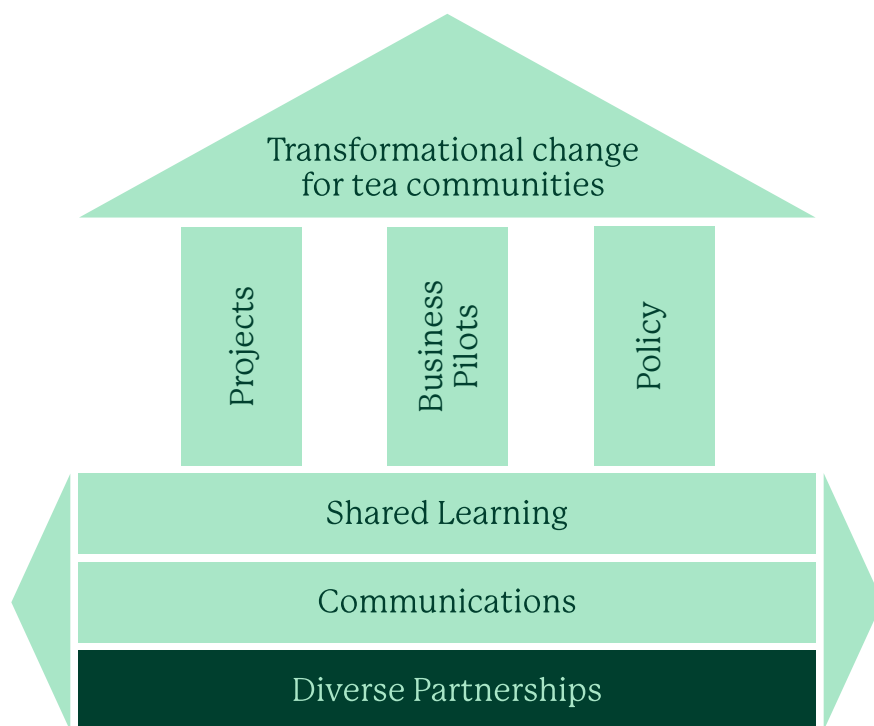 Transformational change
for tea communities
Projects
Business
Pilots
Policy
Shared Learning
Communications
Diverse Partnerships